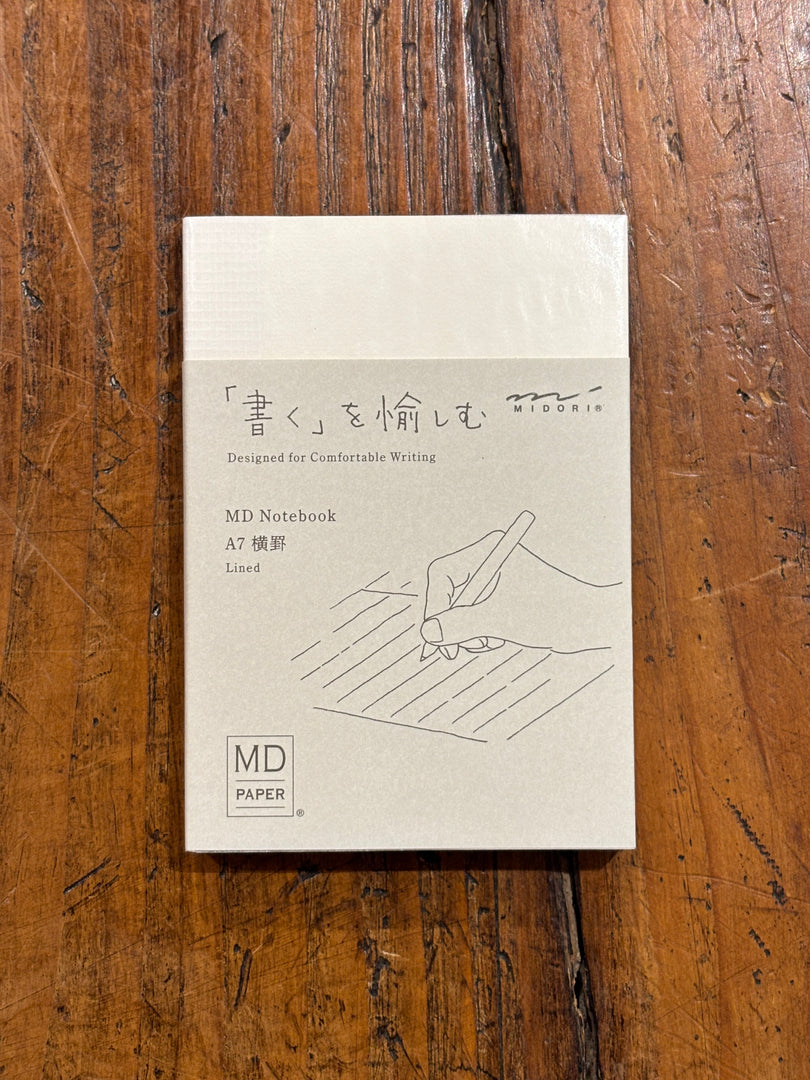 「書く」を愉しむ
MIDORI®
Designed for Comfortable Writing
MD Notebook
A7 横罫
Lined
MD
PAPER
®